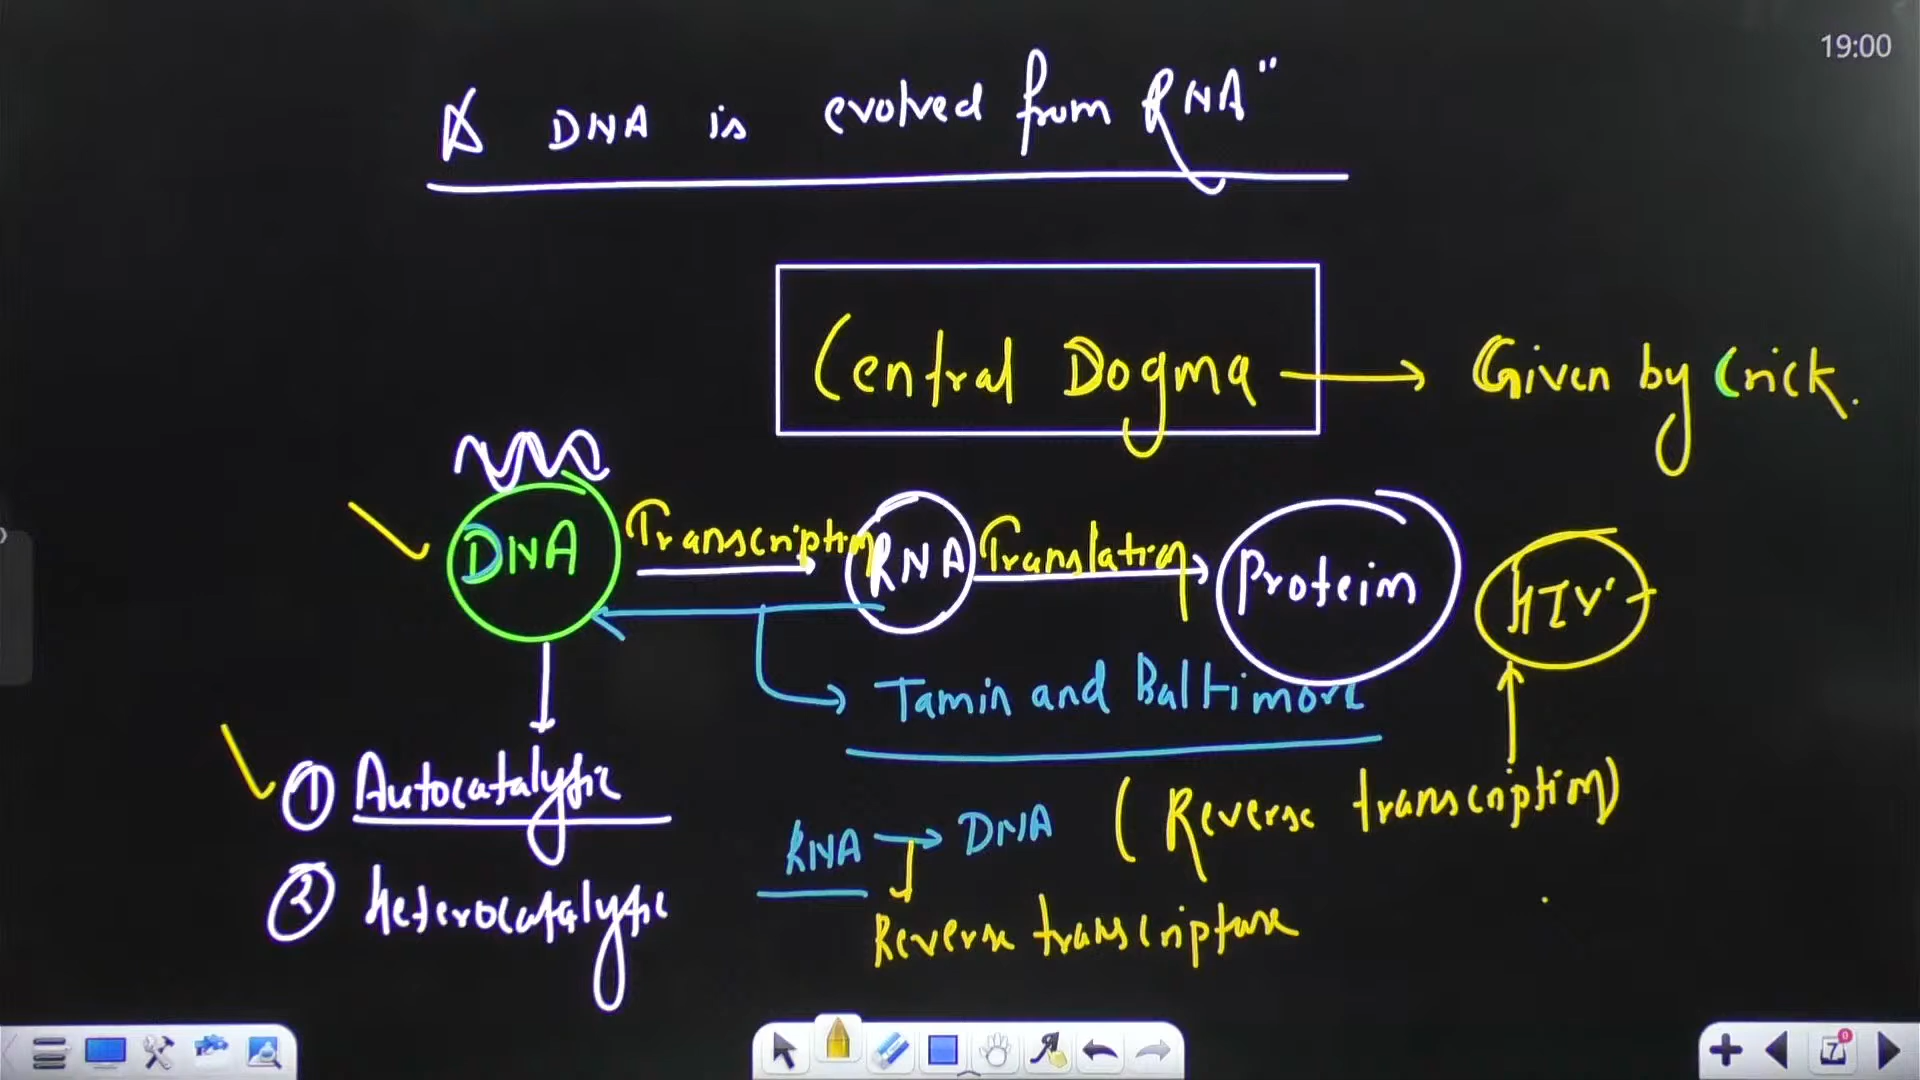 19:00
DNA is evolved from RNA"
Central Dogma → Given by Crick.
DNA Transcription RNA Translation Protein HIV
Tamin and Baltimore
① Autocatalytic
RNA → DNA (Reverse transcription)
② Heterocatalytic
Reverse transcriptase
7